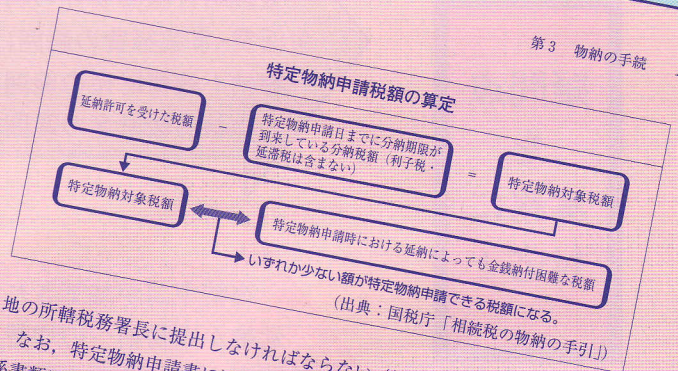 第3　物納の手続
特定物納申請税額の算定
延納許可を受けた税額
−
特定物納申請日までに分納期限が
到来している分納税額（利子税・
延滞税は含まない）
=
特定物納対象税額
特定物納対象税額
特定物納申請時における延納によっても金銭納付困難な税額
いずれか少ない額が特定物納申請できる税額になる。
（出典：国税庁「相続税の物納の手引」）
地の所轄税務署長に提出しなければならない
なお，特定物納申請書に
係書類